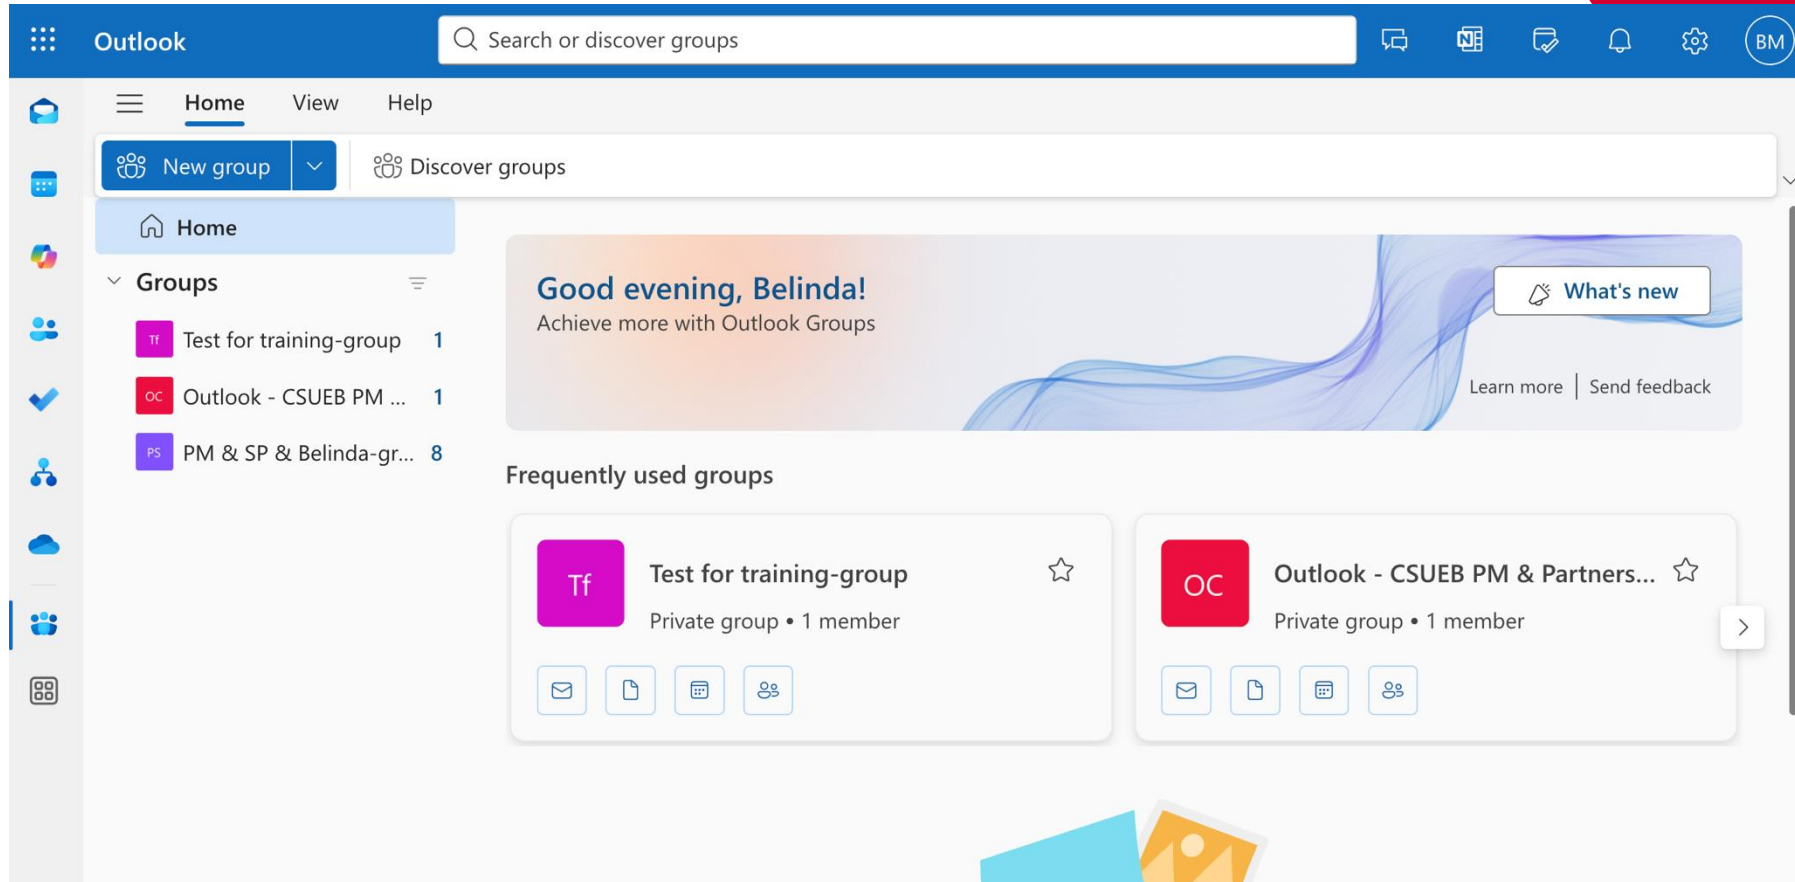 Outlook
Search or discover groups
BM
Home View Help
New group
Discover groups
Home
Groups
Tf Test for training-group 1
OC Outlook - CSUEB PM ... 1
PS PM & SP & Belinda-gr... 8
Good evening, Belinda!
Achieve more with Outlook Groups
What's new
Learn more | Send feedback
Frequently used groups
Tf
Test for training-group
Private group • 1 member
OC
Outlook - CSUEB PM & Partners...
Private group • 1 member